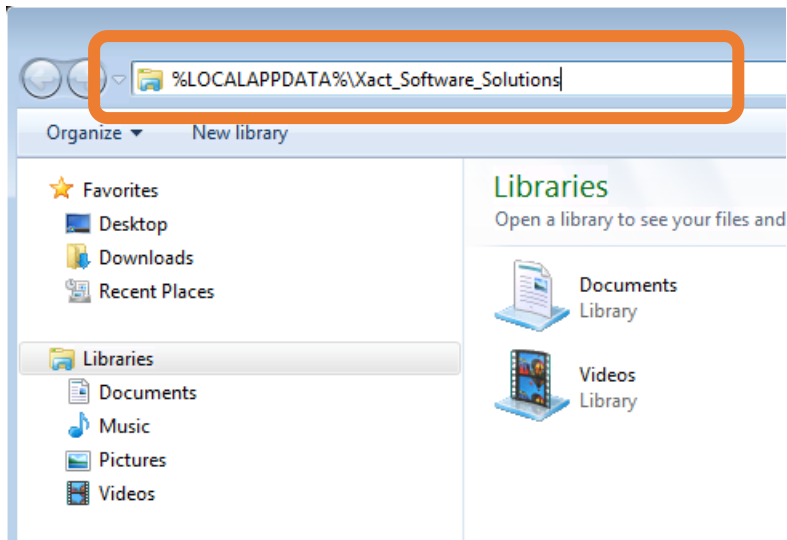 %LOCALAPPDATA%\Xact_Software_Solutions
Organize
New library
Favorites
Desktop
Downloads
Recent Places
Libraries
Documents
Music
Pictures
Videos
Libraries
Open a library to see your files and
Documents
Library
Videos
Library